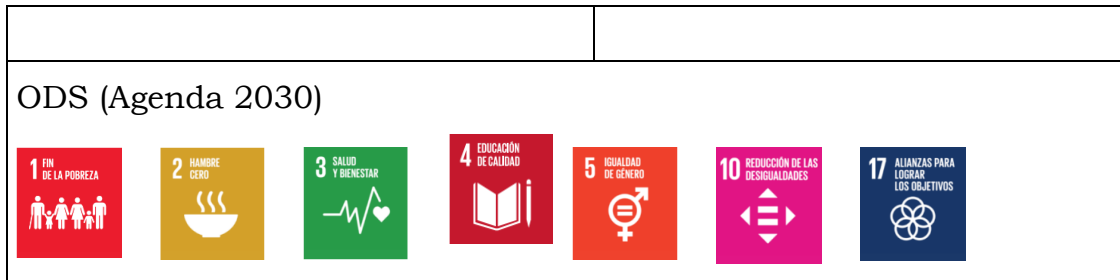 ODS (Agenda 2030)
1 FIN
DE LA POBREZA
2 HAMBRE
CERO
3 SALUD
Y BIENESTAR
4 EDUCACIÓN
DE CALIDAD
5 IGUALDAD
DE GÉNERO
10 REDUCCIÓN DE LAS
DESIGUALDADES
17 ALIANZAS PARA
LOGRAR
LOS OBJETIVOS